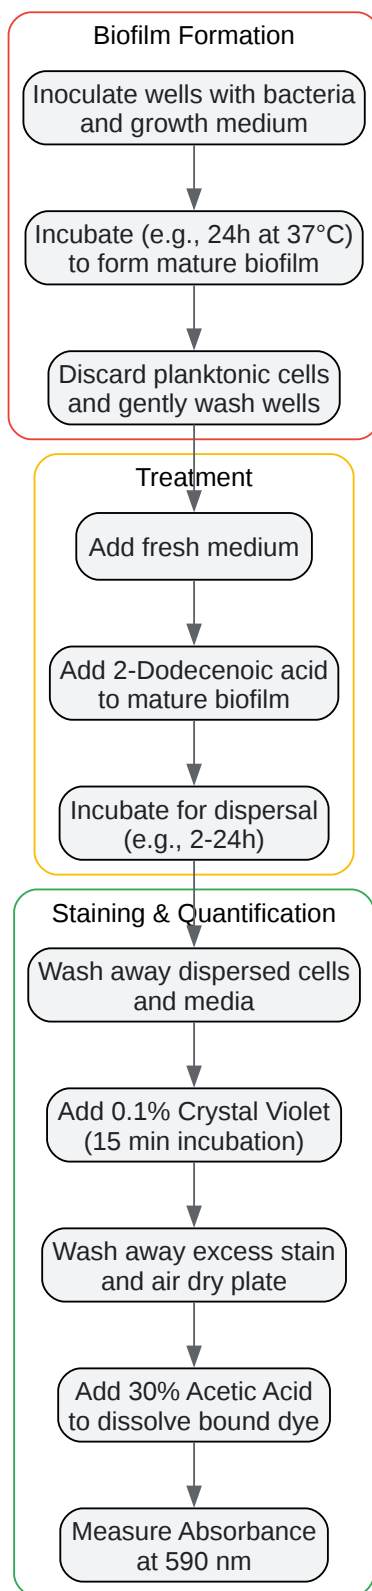 Biofilm Formation
Inoculate wells with bacteria
and growth medium
Incubate (e.g., 24h at 37°C)
to form mature biofilm
Discard planktonic cells
and gently wash wells
Treatment
Add fresh medium
Add 2-Dodecenoic acid
to mature biofilm
Incubate for dispersal
(e.g., 2-24h)
Staining & Quantification
Wash away dispersed cells
and media
Add 0.1% Crystal Violet
(15 min incubation)
Wash away excess stain
and air dry plate
Add 30% Acetic Acid
to dissolve bound dye
Measure Absorbance
at 590 nm